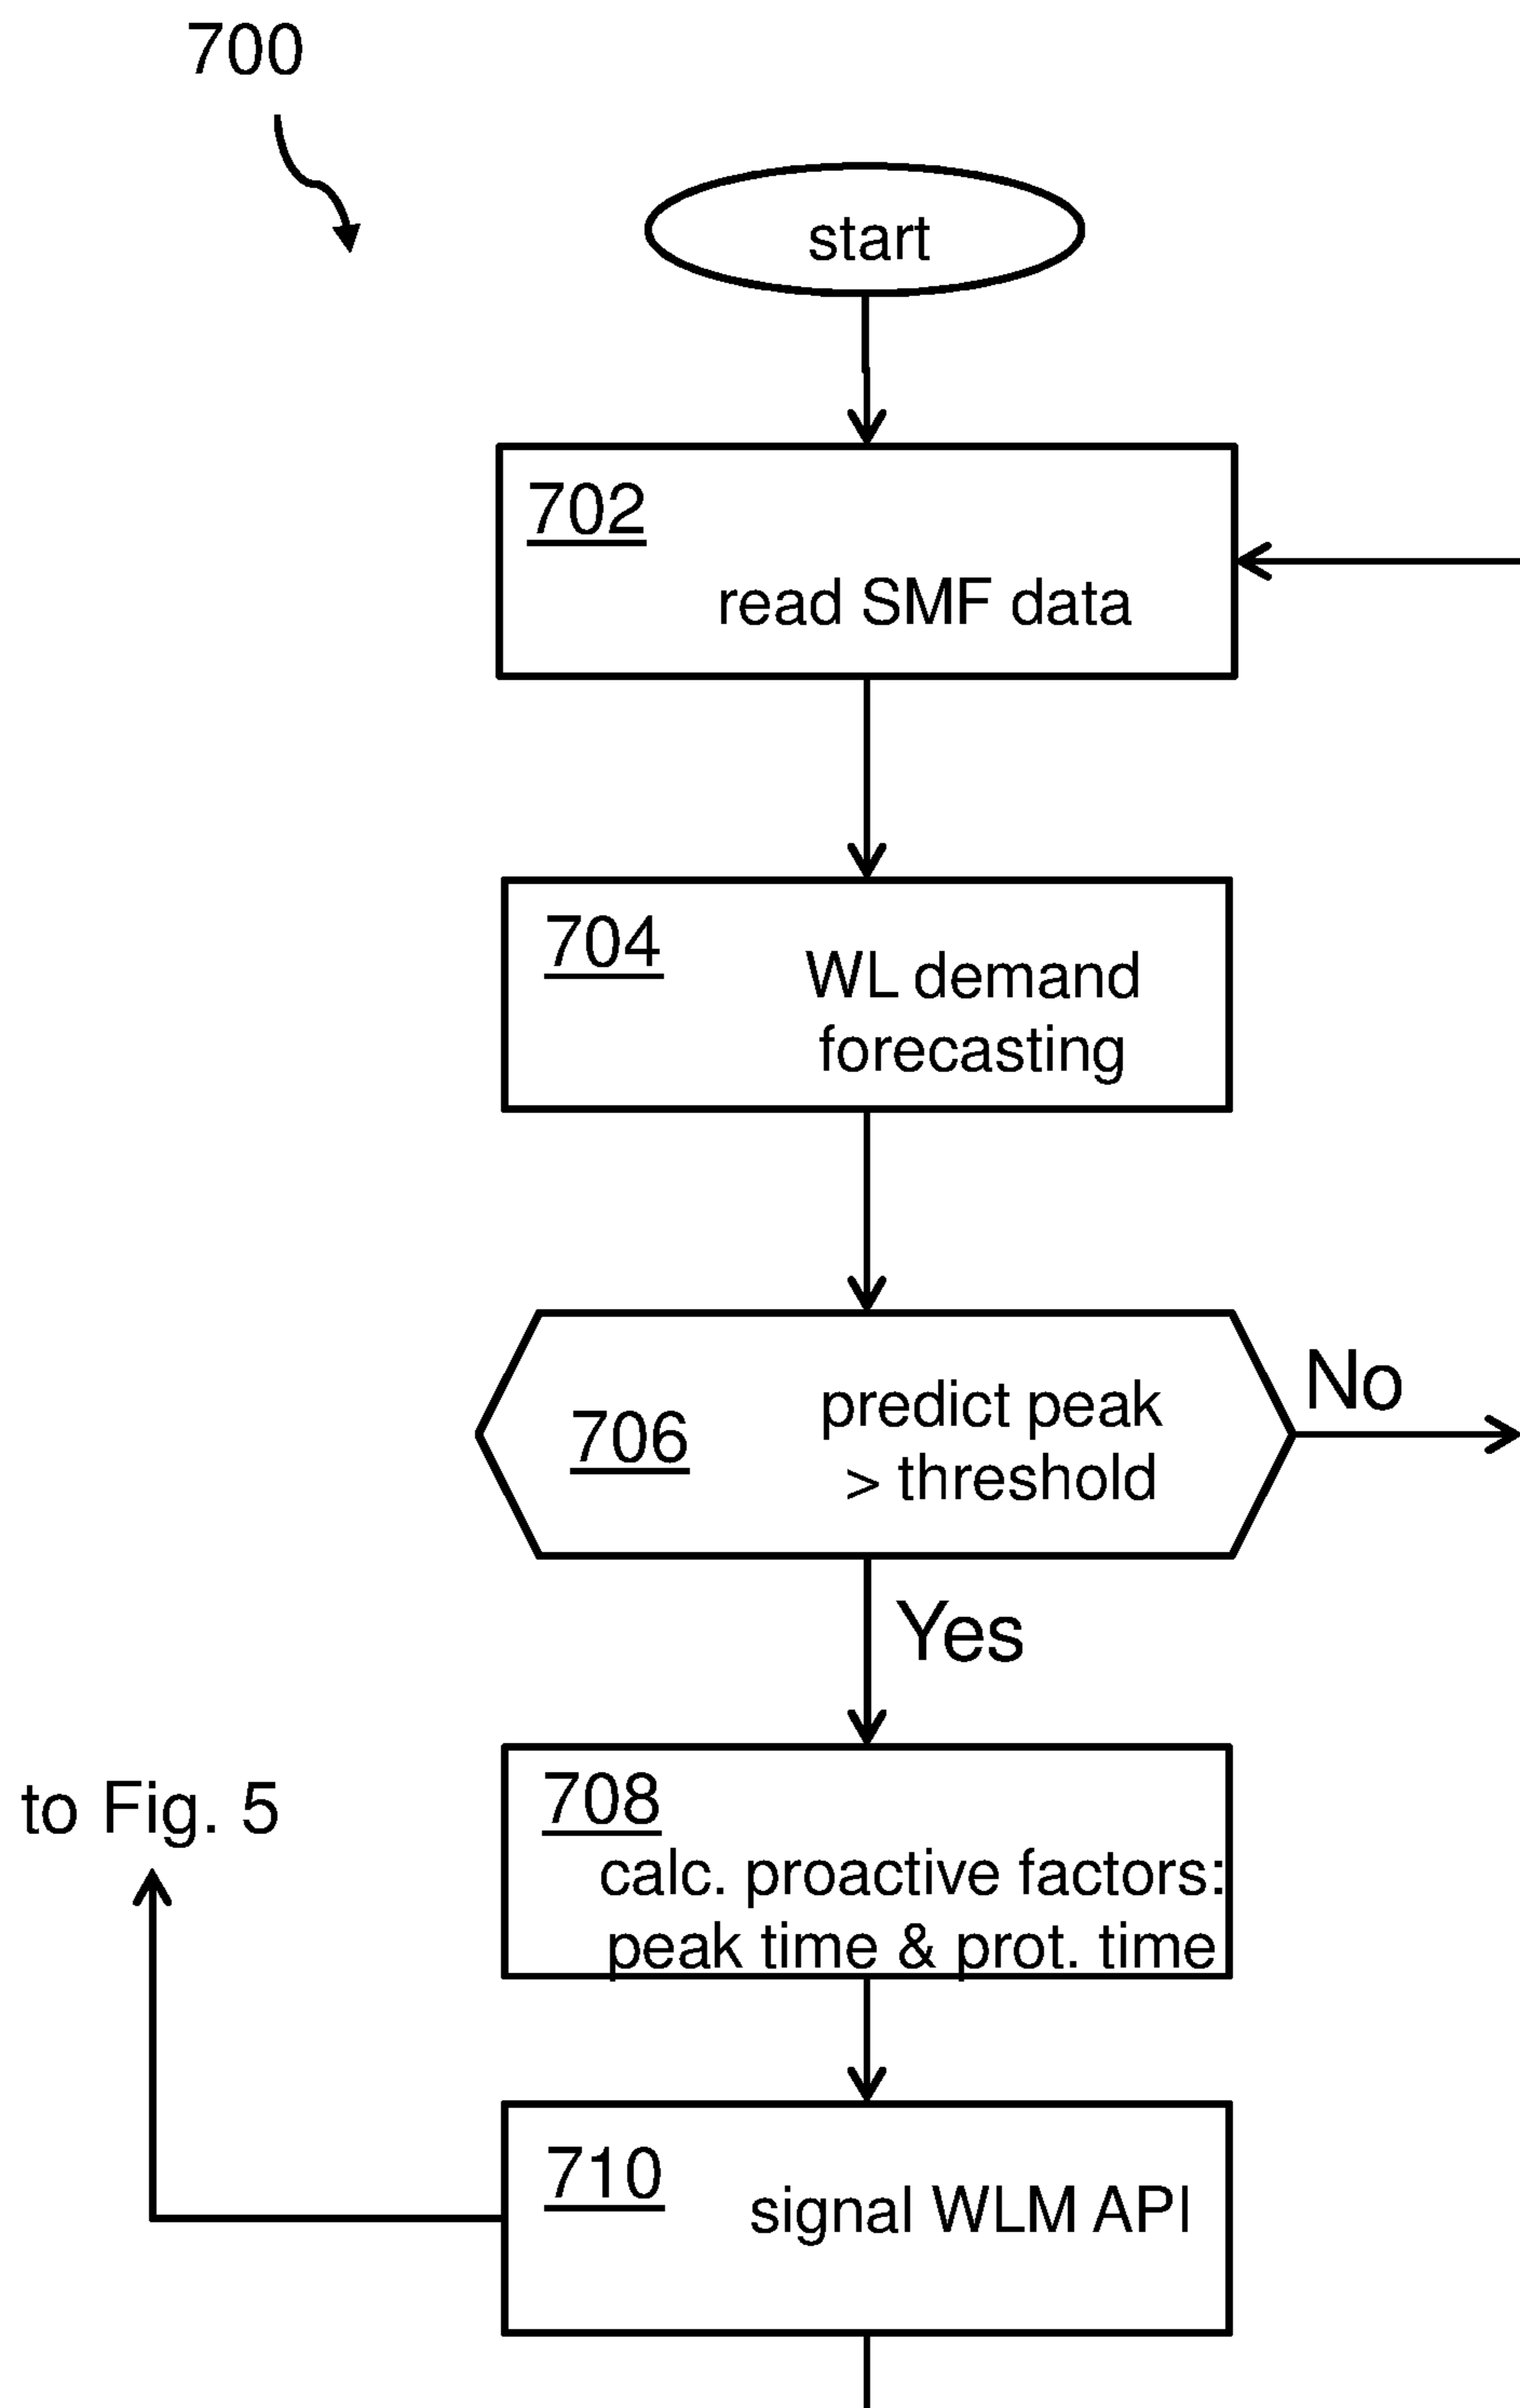 700
start
702
read SMF data
704
WL demand
forecasting
706
predict peak
> threshold
No
Yes
to Fig. 5
708
calc. proactive factors:
peak time & prot. time
710
signal WLM API